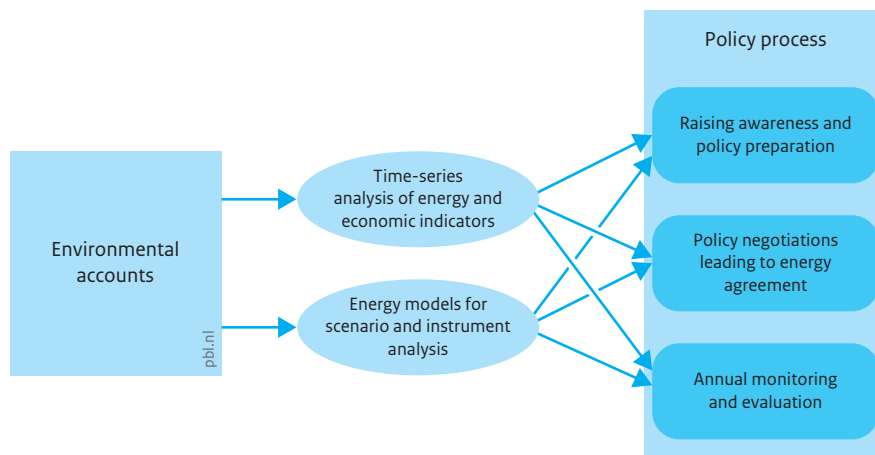 Environmental
accounts
pbl.nl
Time-series
analysis of energy and
economic indicators
Energy models for
scenario and instrument
analysis
Policy process
Raising awareness and
policy preparation
Policy negotiations
leading to energy
agreement
Annual monitoring
and evaluation